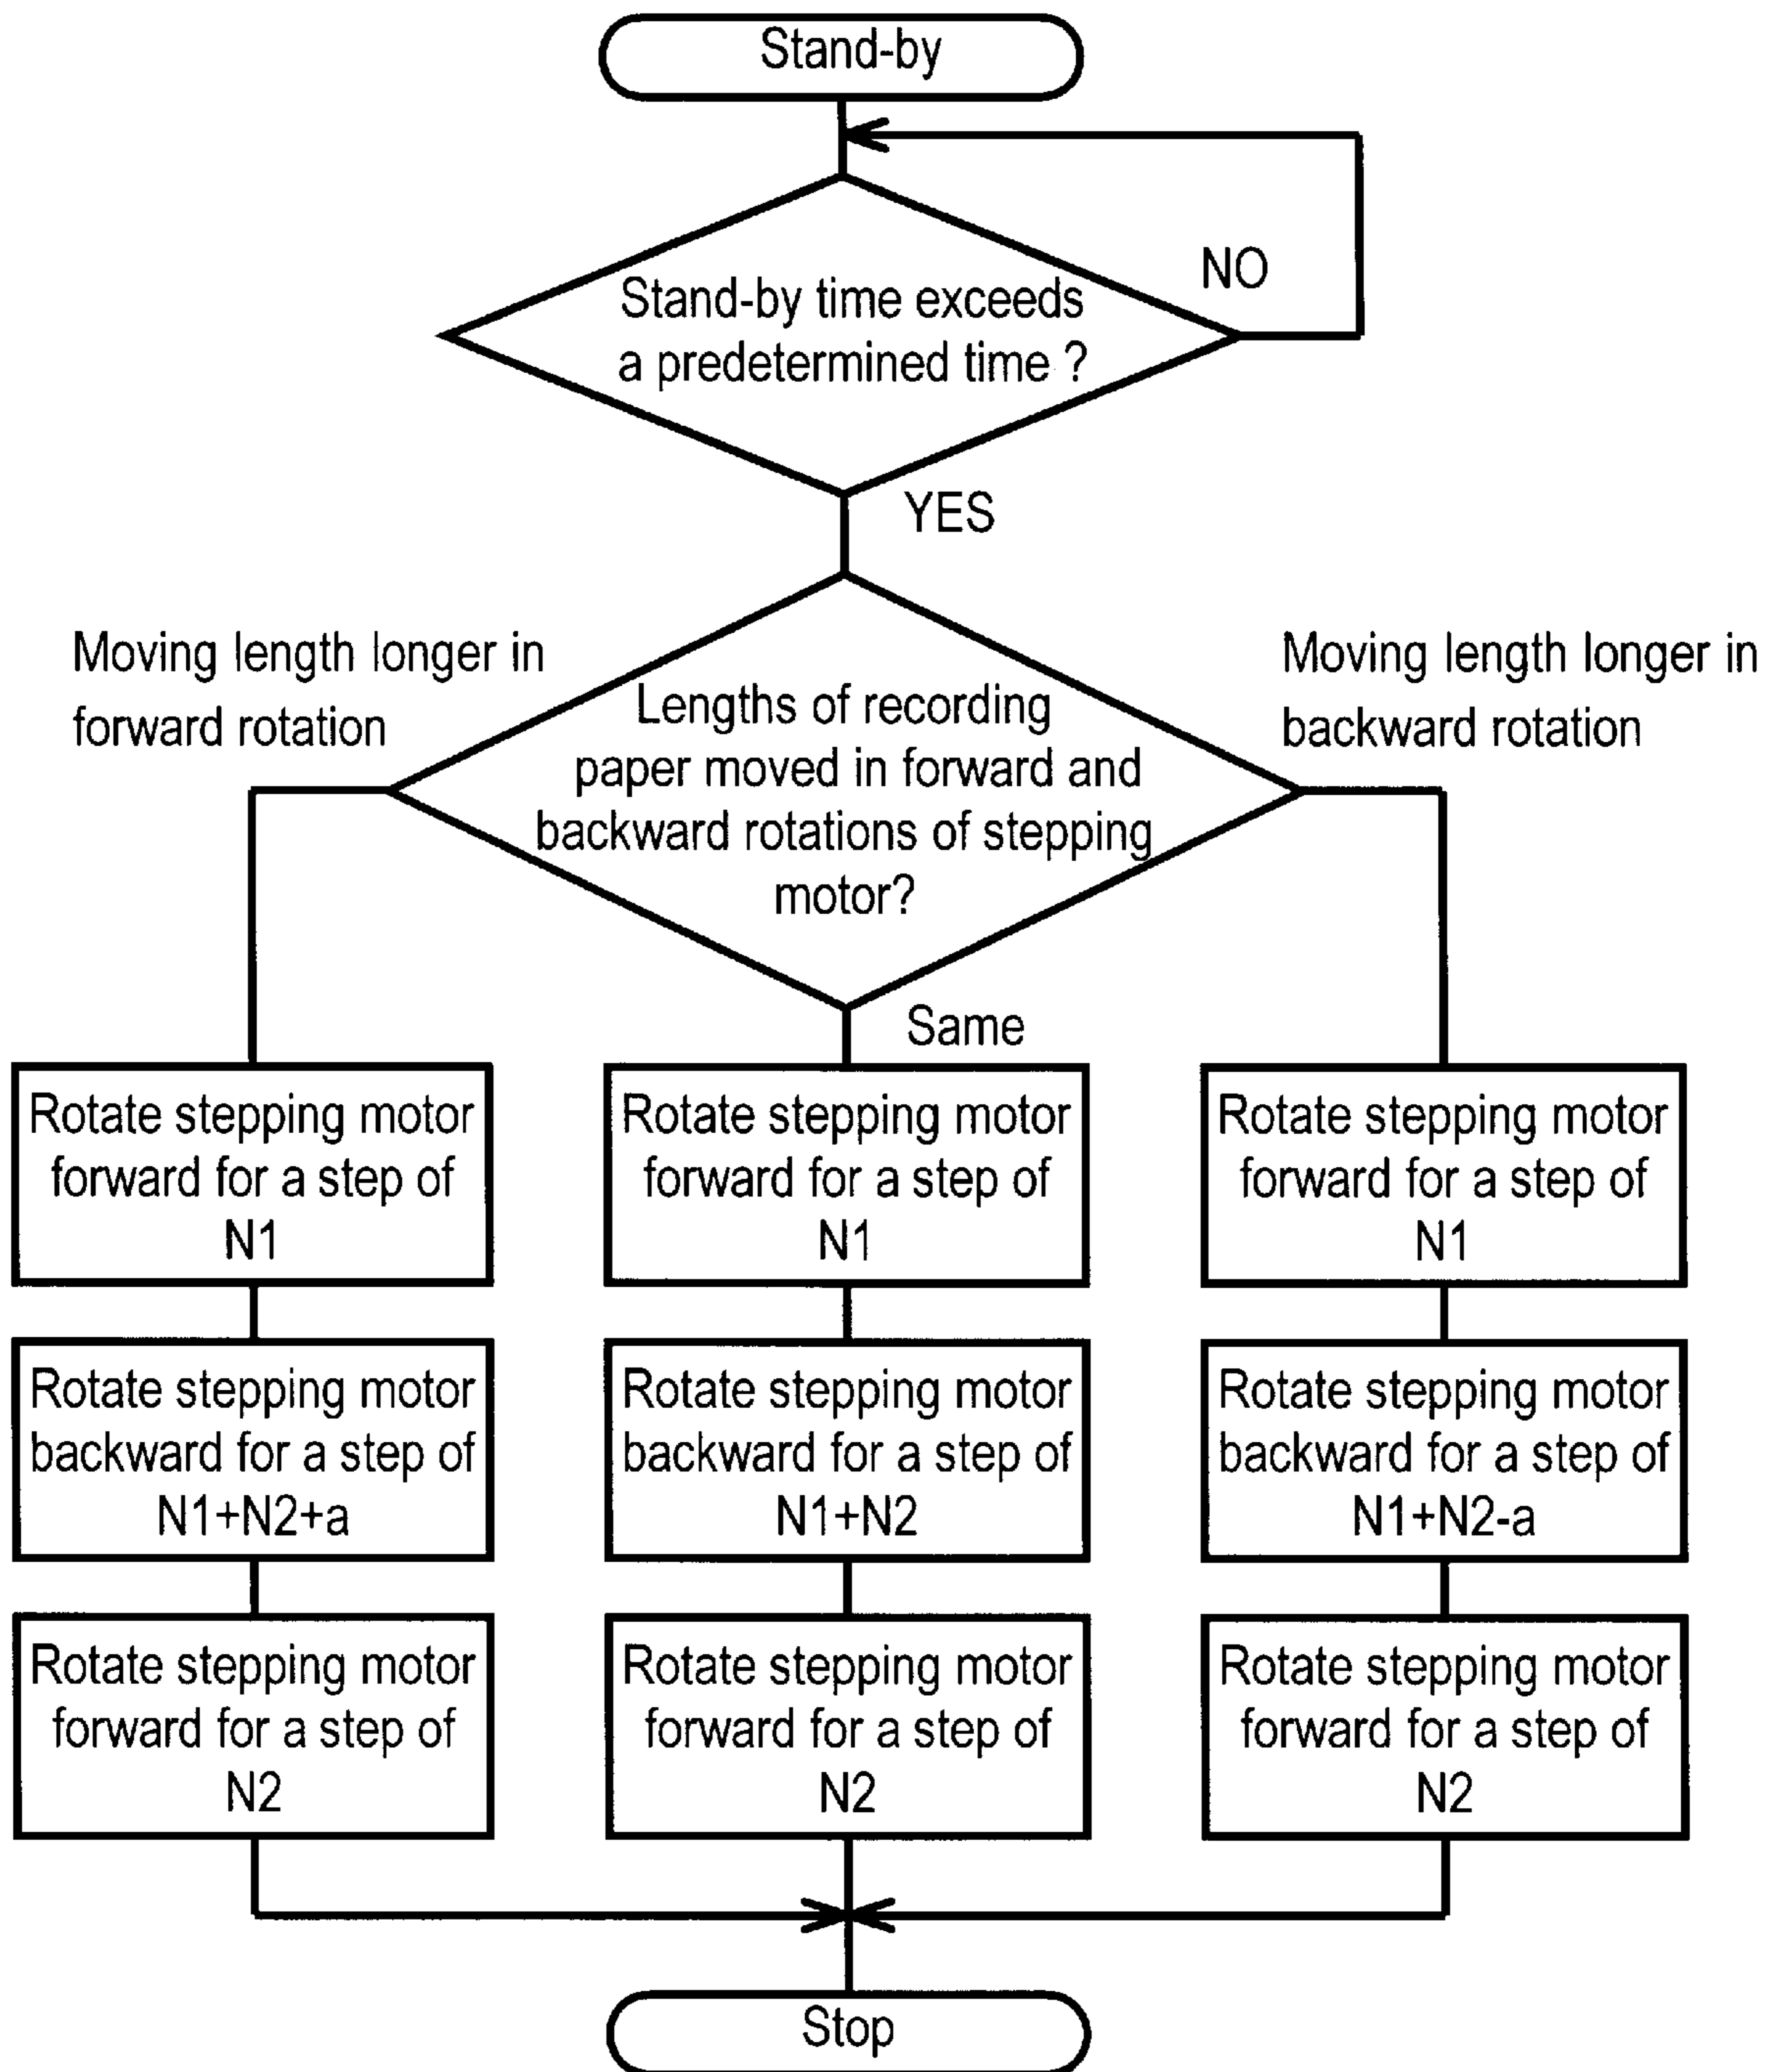 Stand-by
NO
Stand-by time exceeds
a predetermined time ?
YES
Moving length longer in
forward rotation
Lengths of recording
paper moved in forward and
backward rotations of stepping
motor?
Moving length longer in
backward rotation
Same
Rotate stepping motor
forward for a step of
N1
Rotate stepping motor
forward for a step of
N1
Rotate stepping motor
forward for a step of
N1
Rotate stepping motor
backward for a step of
N1+N2+a
Rotate stepping motor
backward for a step of
N1+N2
Rotate stepping motor
backward for a step of
N1+N2-a
Rotate stepping motor
forward for a step of
N2
Rotate stepping motor
forward for a step of
N2
Rotate stepping motor
forward for a step of
N2
Stop